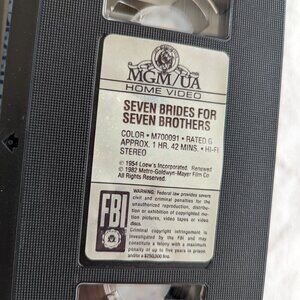 MGM/UA
HOME VIDEO
SEVEN BRIDES FOR
SEVEN BROTHERS
COLOR • M700091 • RATED G
APPROX. 1 HR. 42 MINS. • HI-FI
STEREO
© 1954 Loew's Incorporated. Renewed
© 1982 Metro-Goldwyn-Mayer Film Co.
All Rights Reserved.
FBI
WARNING: Federal law provides severe
civil and criminal penalties for the
unauthorized reproduction, distribu-
tion or exhibition of copyrighted mot-
ion pictures, video tapes or video
discs.
Criminal copyright infringement is
investigated by the FBI and may
constitute a felony with a maximum
penalty of up to five years in prison
and/or a $250,000 fine.